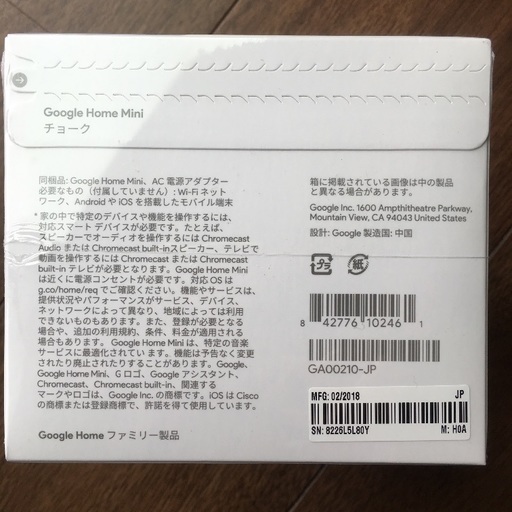 Google Home Mini
チョーク
同梱品: Google Home Mini、AC 電源アダプター
必要なもの（付属していません）: Wi-Fi ネット
ワーク、Android や iOS を搭載したモバイル端末
*家の中で特定のデバイスや機能を操作するには、
対応スマート デバイスが必要です。たとえば、
スピーカーでオーディオを操作するには Chromecast
Audio または Chromecast built-inスピーカー、テレビで
動画を操作するには Chromecast または Chromecast
built-in テレビが必要となります。Google Home Mini
は近くに電源コンセントが必要です。対応 OS は
g.co/home/req でご確認ください。機能やサービスは、
提供状況やパフォーマンスがサービス、デバイス、
ネットワークによって異なり、地域によっては利用
できないものもあります。また、登録が必要となる
場合や、追加の利用規約、条件、料金が適用される
場合もあります。 Google Home Mini は、特定の音楽
サービスに最適化されています。機能は予告なく変更
されたり廃止されたりすることがあります。Google、
Google Home Mini、G ロゴ、Google アシスタント、
Chromecast、Chromecast built-in、関連する
マークやロゴは、Google Inc. の商標です。iOS は Cisco
の商標または登録商標で、許諾を得て使用しています。
Google Home ファミリー製品
箱に掲載されている画像は中の製品
と異なる場合があります。
Google Inc. 1600 Amphitheatre Parkway,
Mountain View, CA 94043 United States
設計: Google 製造国: 中国
プラ
紙
8 42776 10246 1
GA00210-JP
MFG: 02/2018 JP
SN: 8226L5L80Y M: H0A